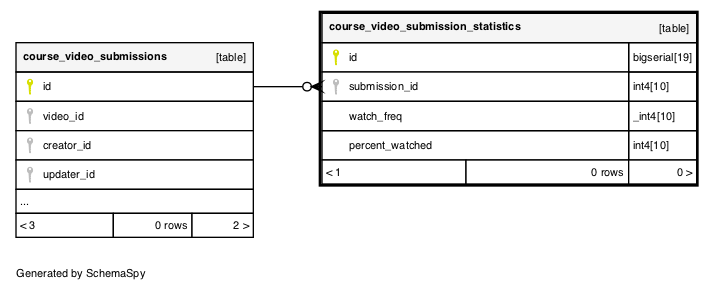 course_video_submissions [table]
id
video_id
creator_id
updater_id
...
< 3 0 rows 2 >
course_video_submission_statistics [table]
id bigserial[19]
submission_id int4[10]
watch_freq _int4[10]
percent_watched int4[10]
< 1 0 rows 0 >
Generated by SchemaSpy